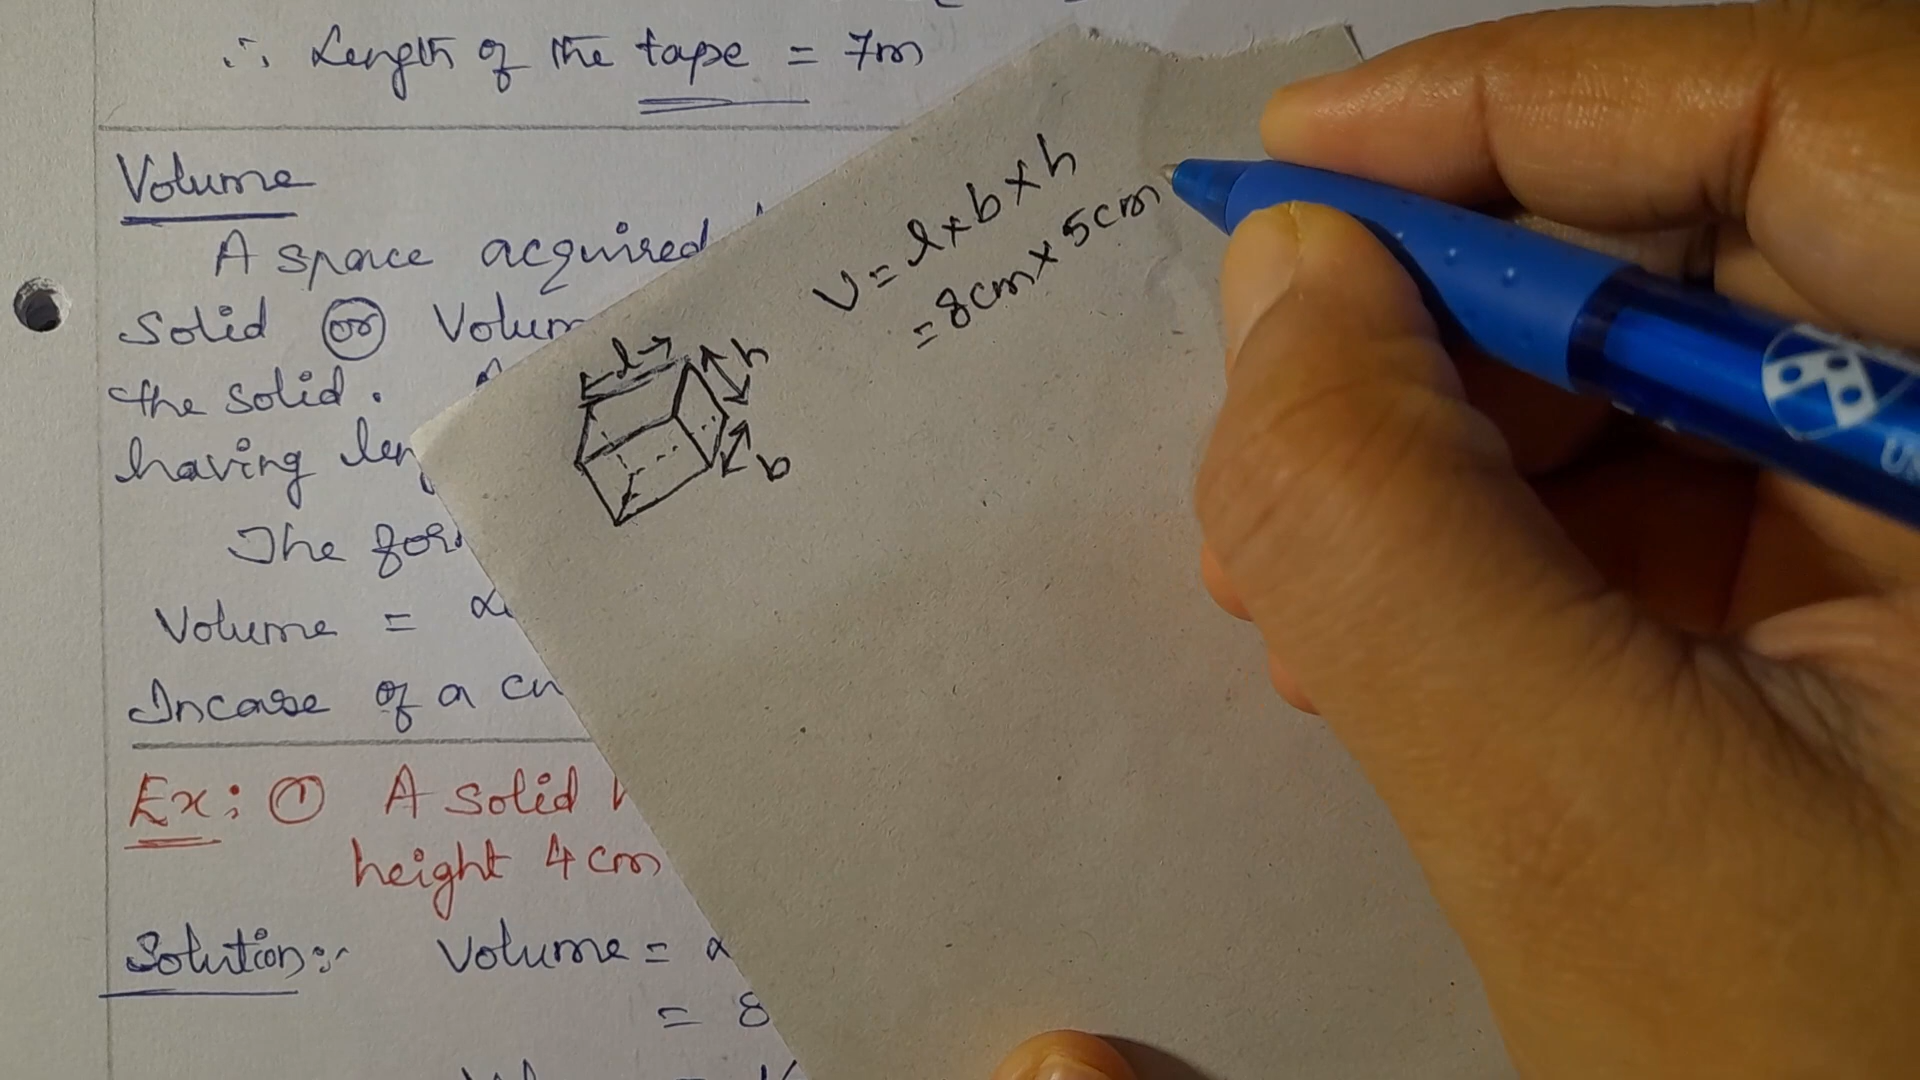 ∴ Length of the tape = 7m
Volume
A space acquired
Solid or Volum
the solid.
having len
The for
Volume =
Incase of a cu
Ex: ① A solid
height 4 cm
Solution:- Volume =
= 8
l
h
b
V = l × b × h
= 8cm × 5cm
US